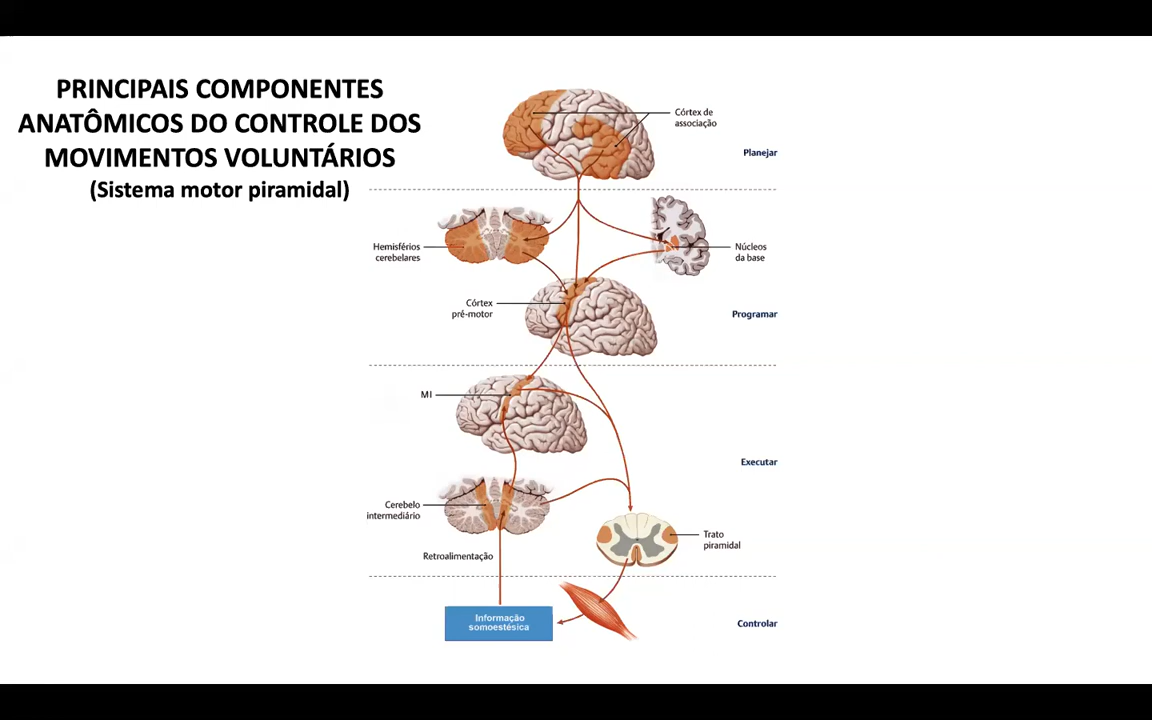 PRINCIPAIS COMPONENTES
ANATÔMICOS DO CONTROLE DOS
MOVIMENTOS VOLUNTÁRIOS
(Sistema motor piramidal)
Córtex de
associação
Planejar
Hemisférios
cerebelares
Núcleos
da base
Córtex
pré-motor
Programar
MI
Executar
Cerebelo
intermediário
Trato
piramidal
Retroalimentação
Informação
somoestésica
Controlar